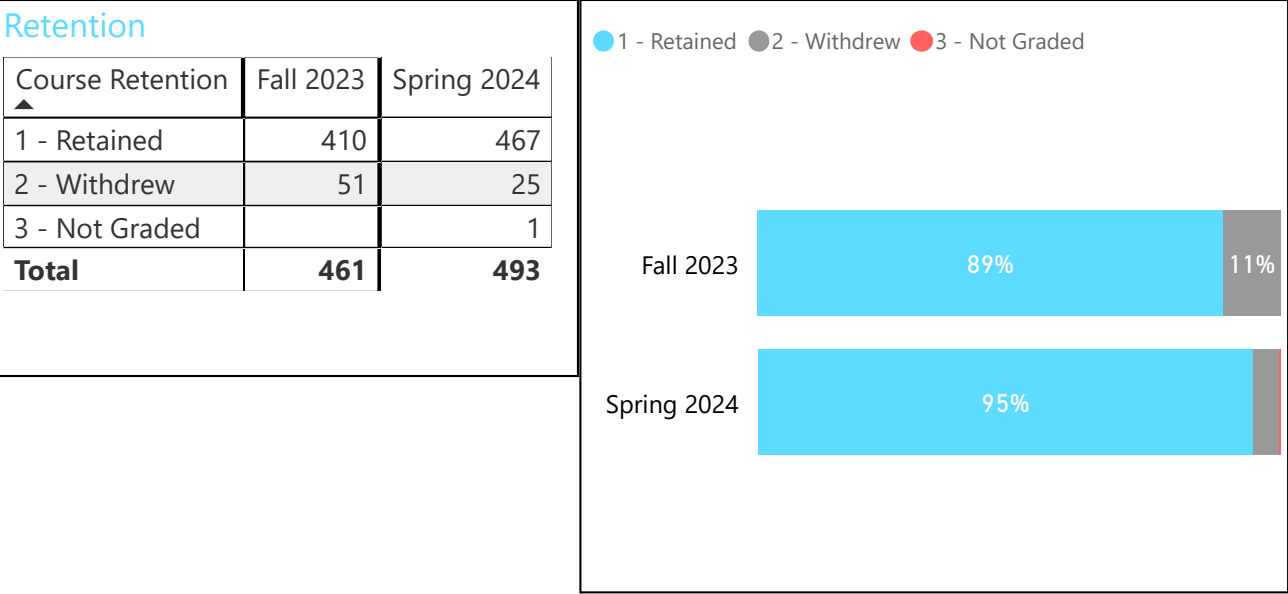 Retention
Course Retention Fall 2023 Spring 2024
1 - Retained 410 467
2 - Withdrew 51 25
3 - Not Graded 1
Total 461 493
1 - Retained 2 - Withdrew 3 - Not Graded
Fall 2023 89% 11%
Spring 2024 95%